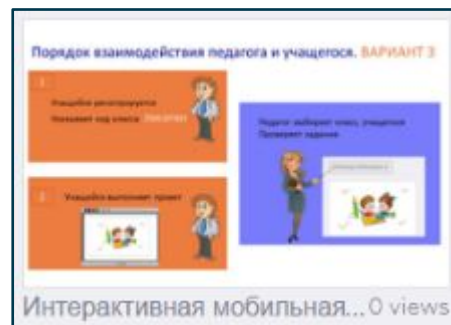 Порядок взаимодействия педагога и учащегося. ВАРИАНТ 3
1
Учащийся регистрируется
Указывает код класса
2
Учащийся выполняет проект
Педагог выбирает класс, учащегося
Проверяет задание
Интерактивная мобильная... 0 views